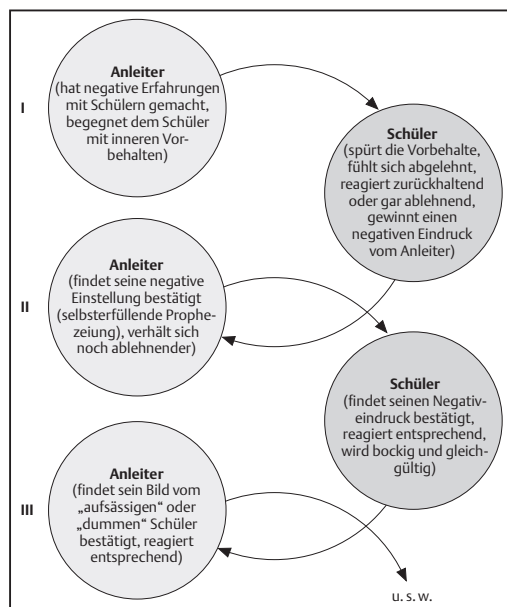 I
Anleiter
(hat negative Erfahrungen
mit Schülern gemacht,
begegnet dem Schüler
mit inneren Vor-
behalten)
Schüler
(spürt die Vorbehalte,
fühlt sich abgelehnt,
reagiert zurückhaltend
oder gar ablehnend,
gewinnt einen
negativen Eindruck
vom Anleiter)
II
Anleiter
(findet seine negative
Einstellung bestätigt
(selbsterfüllende Prophe-
zeiung), verhält sich
noch ablehnender)
Schüler
(findet seinen Negativ-
eindruck bestätigt,
reagiert entsprechend,
wird bockig und gleich-
gültig)
III
Anleiter
(findet sein Bild vom
„aufsässigen“ oder
„dummen“ Schüler
bestätigt, reagiert
entsprechend)
u. s. w.